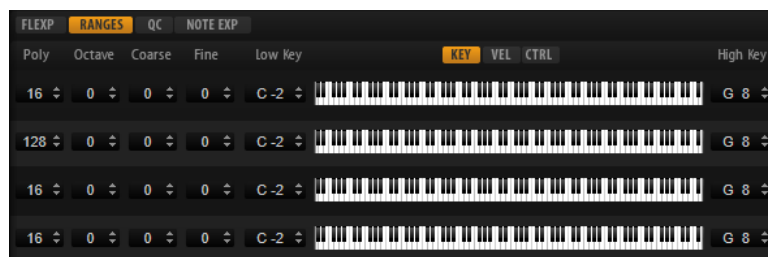 FLEXP RANGES QC NOTE EXP
Poly Octave Coarse Fine Low Key KEY VEL CTRL High Key
16 0 0 0 C -2 G 8
128 0 0 0 C -2 G 8
16 0 0 0 C -2 G 8
16 0 0 0 C -2 G 8